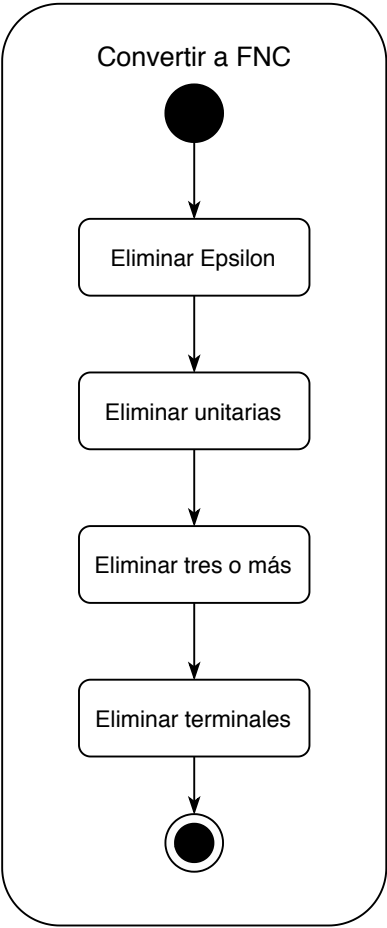 Convertir a FNC
Eliminar Epsilon
Eliminar unitarias
Eliminar tres o más
Eliminar terminales